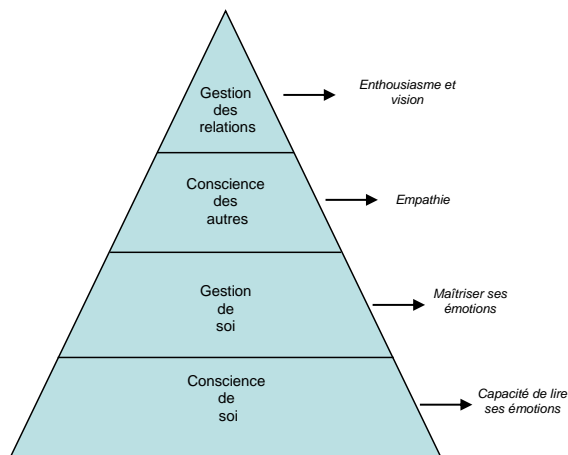 Gestion
des
relations
Enthousiasme et
vision
Conscience
des
autres
Empathie
Gestion
de
soi
Maîtriser ses
émotions
Conscience
de
soi
Capacité de lire
ses émotions